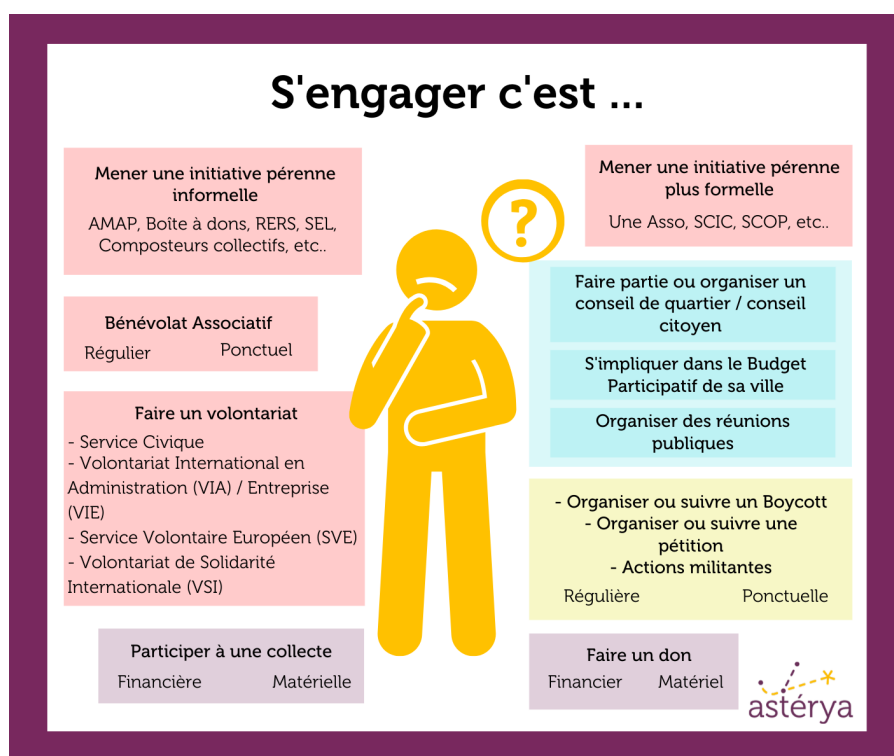 S'engager c'est ...
Mener une initiative pérenne
informelle
AMAP, Boîte à dons, RERS, SEL,
Composteurs collectifs, etc..
Bénévolat Associatif
Régulier Ponctuel
Faire un volontariat
- Service Civique
- Volontariat International en
Administration (VIA) / Entreprise
(VIE)
- Service Volontaire Européen (SVE)
- Volontariat de Solidarité
Internationale (VSI)
Participer à une collecte
Financière Matérielle
?
Mener une initiative pérenne
plus formelle
Une Asso, SCIC, SCOP, etc..
Faire partie ou organiser un
conseil de quartier / conseil
citoyen
S'impliquer dans le Budget
Participatif de sa ville
Organiser des réunions
publiques
- Organiser ou suivre un Boycott
- Organiser ou suivre une
pétition
- Actions militantes
Régulière Ponctuelle
Faire un don
Financier Matériel
astérya